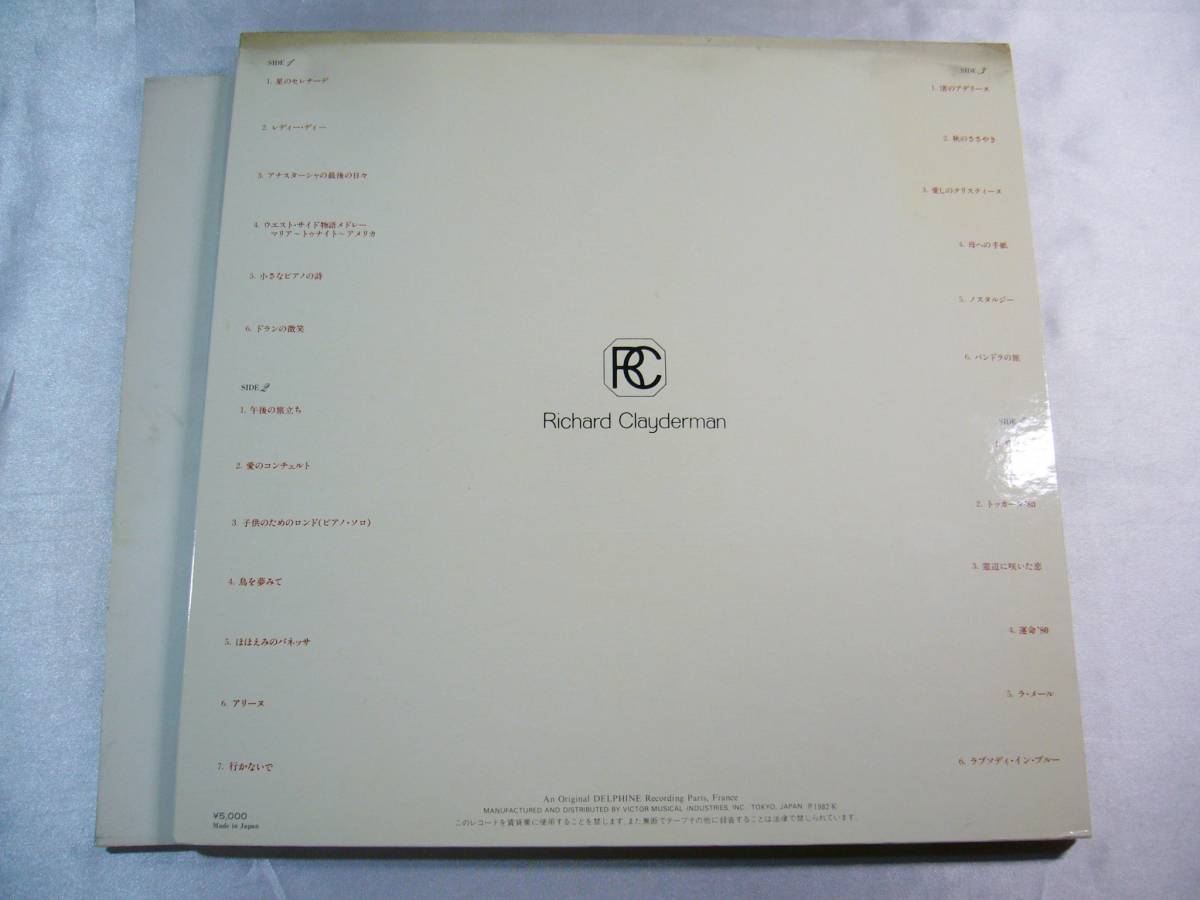 SIDE 1
1. 星のセレナーデ
2. レディー・ディー
3. アナスターシャの最後の日々
4. ウエスト・サイド物語メドレー
マリア〜トゥナイト〜アメリカ
5. 小さなピアノの詩
6. ドランの微笑
SIDE 2
1. 午後の旅立ち
2. 愛のコンチェルト
3. 子供のためのロンド(ピアノ・ソロ)
4. 鳥を夢みて
5. ほほえみのバネッサ
6. アリーヌ
7. 行かないで
SIDE 3
1. 渚のアデリーヌ
2. 秋のささやき
3. 愛しのクリスティーヌ
4. 母への手紙
5. ノスタルジー
6. パンドラの旅
SIDE
1.
2. トッカータ'80
3. 窓辺に咲いた恋
4. 運命'80
5. ラ・メール
6. ラプソディ・イン・ブルー
RC
Richard Clayderman
An Original DELPHINE Recording Paris, France
MANUFACTURED AND DISTRIBUTED BY VICTOR MUSICAL INDUSTRIES, INC. TOKYO, JAPAN Ⓟ1982·K
このレコードを賃貸業に使用することを禁じます。また無断でテープその他に録音することは法律で禁じられています。
¥5,000
Made in Japan